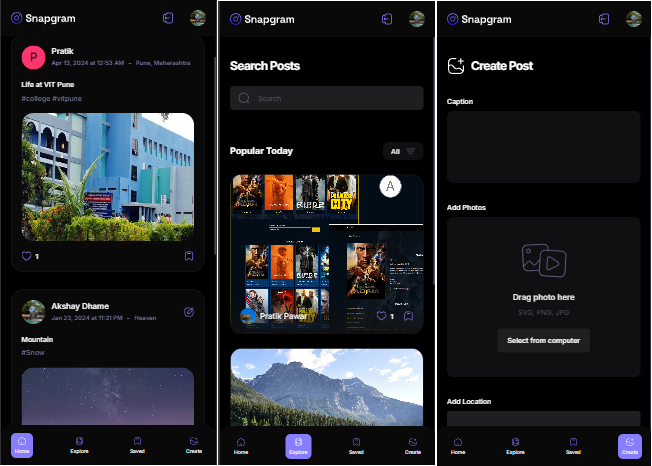 Snapgram
Pratik
Apr 13, 2024 at 12:53 AM – Pune, Maharashtra
Life at VIT Pune
#college #vitpune
1
Akshay Dhame
Jan 23, 2024 at 11:31 PM – Heaven
Mountain
#Snow
Home
Explore
Saved
Create
Snapgram
Search Posts
Search
Popular Today
All
A
CITY
Pratik Pawar
1
Home
Explore
Saved
Create
Snapgram
Create Post
Caption
Add Photos
Drag photo here
SVG, PNG, JPG
Select from computer
Add Location
Home
Explore
Saved
Create